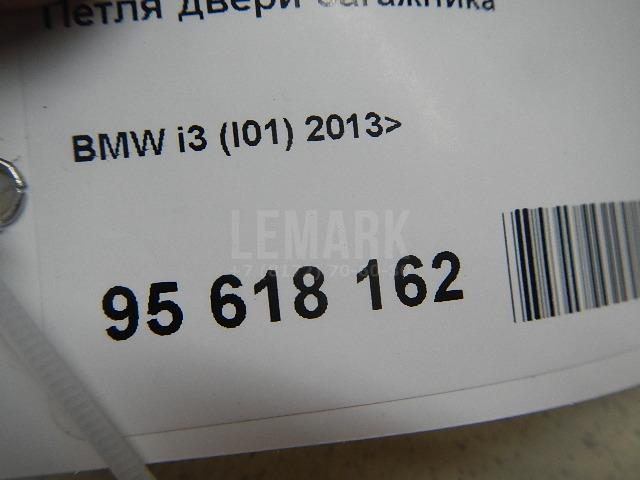 Петля двери багажника
BMW i3 (I01) 2013>
LEMARK
95 618 162